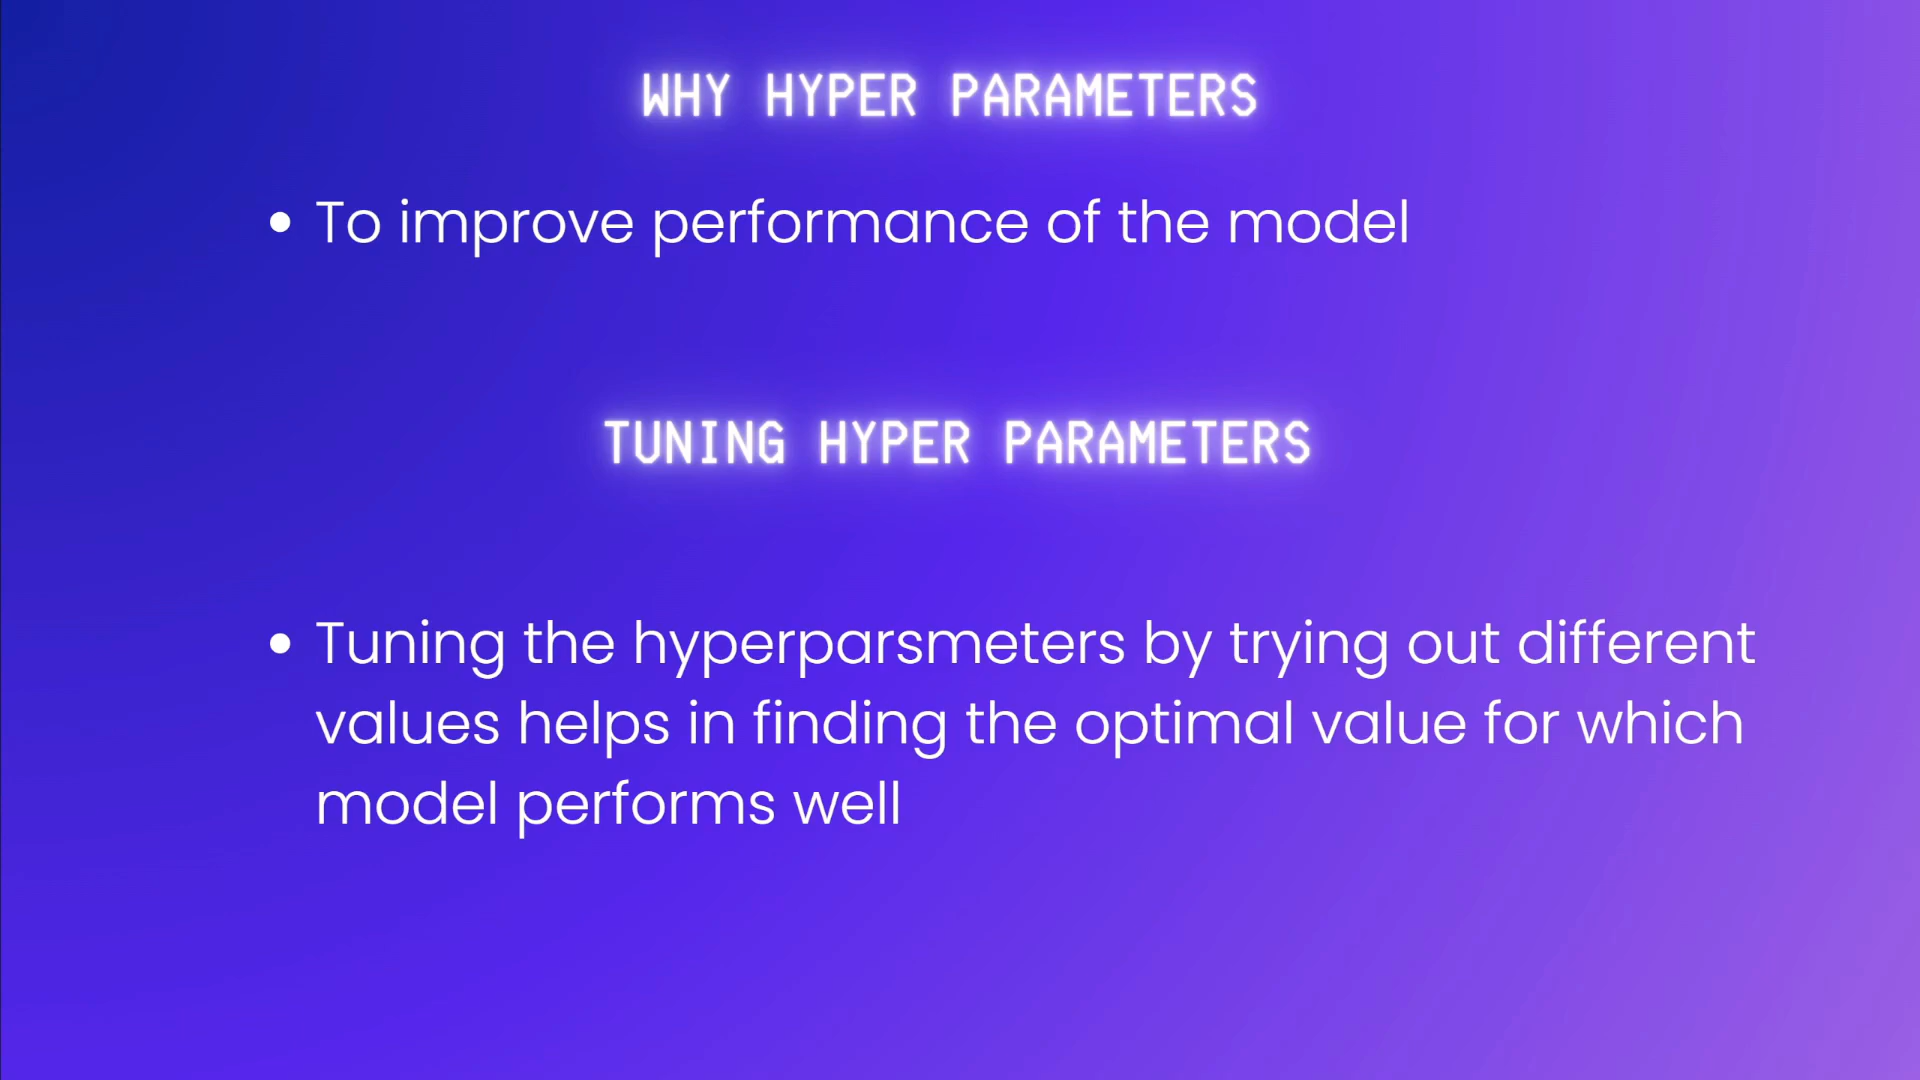 WHY HYPER PARAMETERS
• To improve performance of the model
TUNING HYPER PARAMETERS
• Tuning the hyperparsmeters by trying out different
values helps in finding the optimal value for which
model performs well